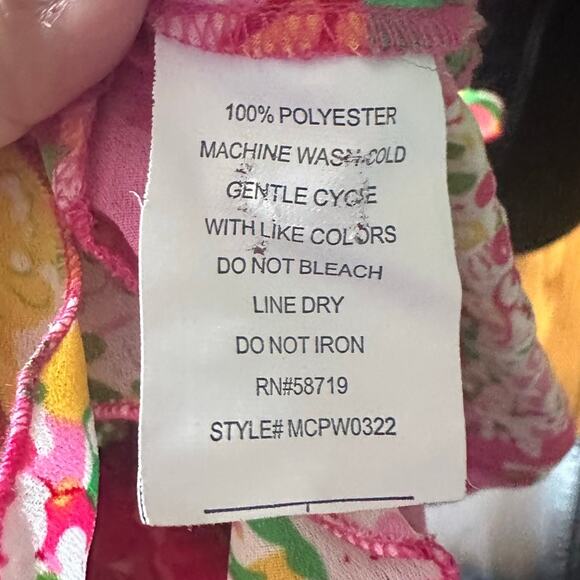 100% POLYESTER
MACHINE WASH COLD
GENTLE CYCLE
WITH LIKE COLORS
DO NOT BLEACH
LINE DRY
DO NOT IRON
RN#58719
STYLE# MCPW0322